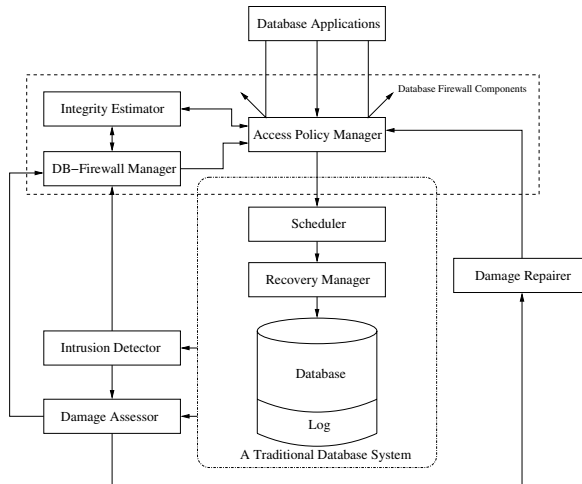 Database Applications
Database Firewall Components
Integrity Estimator
Access Policy Manager
DB−Firewall Manager
Scheduler
Recovery Manager
Damage Repairer
Intrusion Detector
Database
Damage Assessor
Log
A Traditional Database System